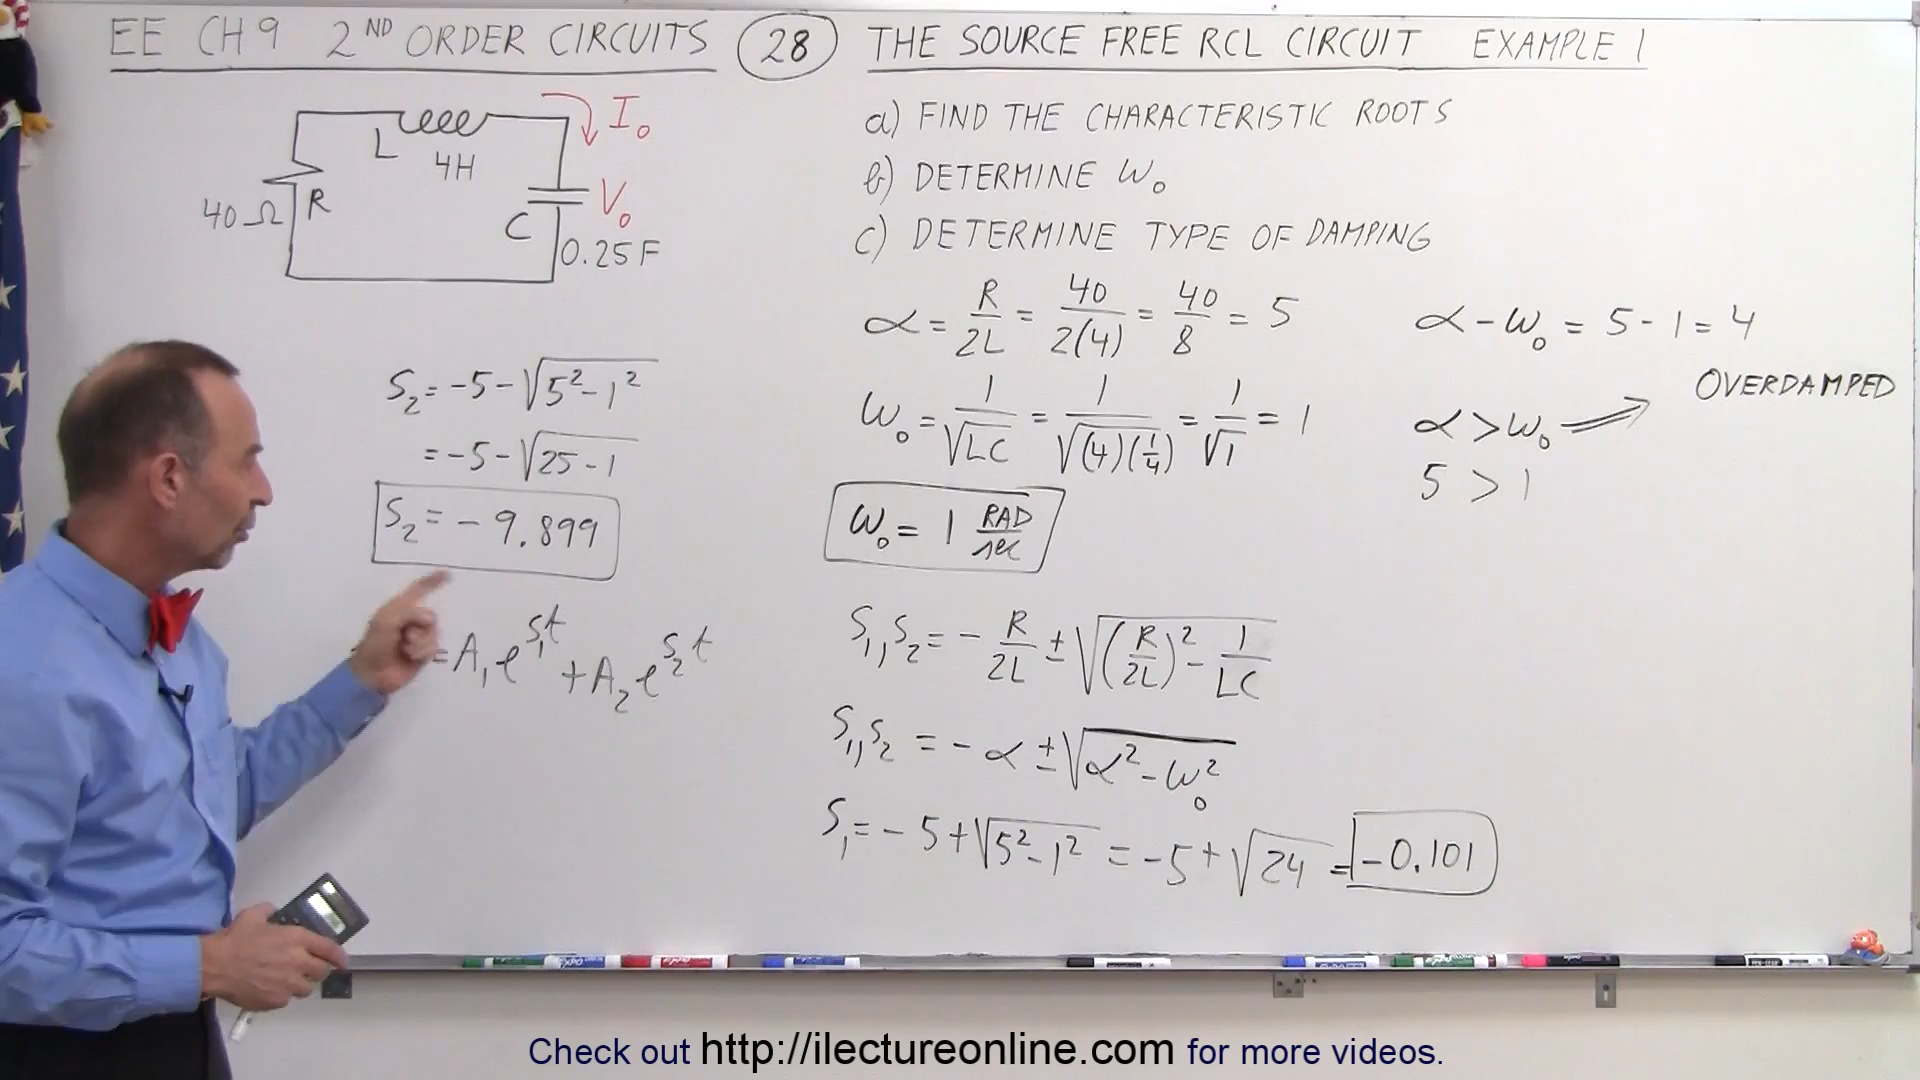 EE CH 9 2ND ORDER CIRCUITS 28 THE SOURCE FREE RCL CIRCUIT EXAMPLE 1
L
4H
I₀
40Ω
R
C
V₀
0.25F
S₂ = -5 - √(5² - 1²)
= -5 - √(25 - 1)
S₂ = -9.899
= A₁e^(S₁t) + A₂e^(S₂t)
a) FIND THE CHARACTERISTIC ROOTS
b) DETERMINE ω₀
c) DETERMINE TYPE OF DAMPING
α = R/2L = 40/2(4) = 40/8 = 5
ω₀ = 1/√(LC) = 1/√((4)(1/4)) = 1/√1 = 1
ω₀ = 1 RAD/sec
S₁, S₂ = - R/2L ± √((R/2L)² - 1/LC)
S₁, S₂ = - α ± √(α² - ω₀²)
S₁ = -5 + √(5² - 1²) = -5 + √24 = -0.101
α - ω₀ = 5 - 1 = 4
α > ω₀ ⟹ OVERDAMPED
5 > 1
Check out http://ilectureonline.com for more videos.